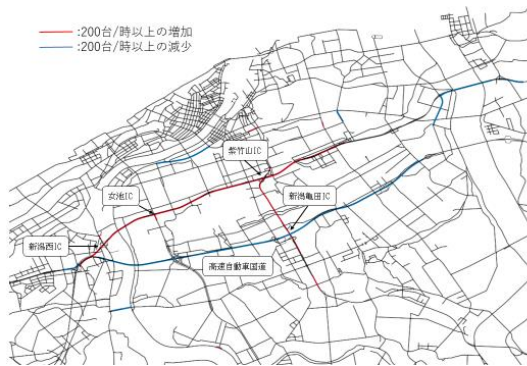 :200台/時以上の増加
:200台/時以上の減少
紫竹山IC
女池IC
新潟亀田IC
新潟西IC
高速自動車国道